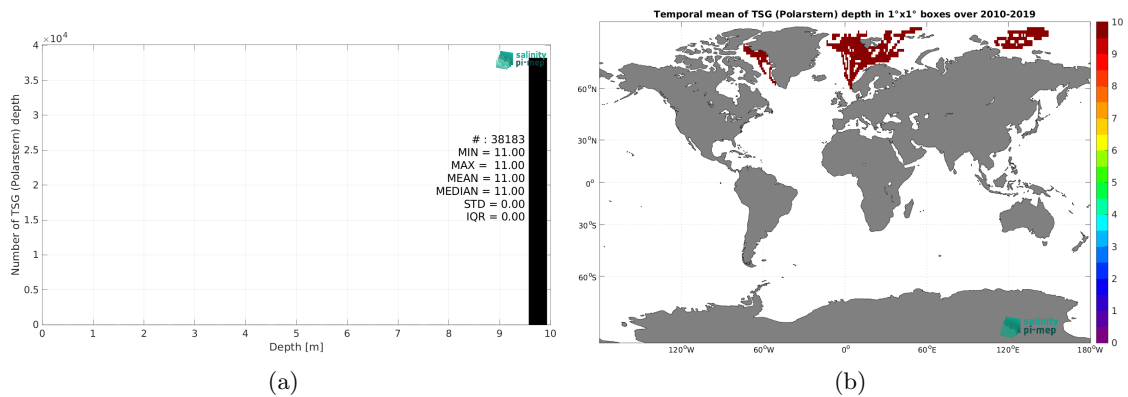 ×10⁴
4
3.5
3
2.5
2
1.5
1
0.5
0
Number of TSG (Polarstern) depth
salinity
pi-mep
# : 38183
MIN = 11.00
MAX = 11.00
MEAN = 11.00
MEDIAN = 11.00
STD = 0.00
IQR = 0.00
0 1 2 3 4 5 6 7 8 9 10
Depth [m]
(a)
Temporal mean of TSG (Polarstern) depth in 1°x1° boxes over 2010-2019
60°N
30°N
0°
30°S
60°S
120°W 60°W 0° 60°E 120°E 180°W
salinity
pi-mep
10
9
8
7
6
5
4
3
2
1
0
(b)